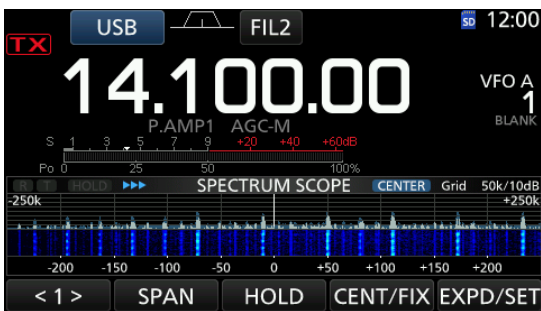 USB FIL2 SD 12:00
TX
14.100.00
VFO A
1
P.AMP1 AGC-M BLANK
S 1 3 5 7 9 +20 +40 +60dB
Po 0 25 50 100%
R T HOLD SPECTRUM SCOPE CENTER Grid 50k/10dB
-250k +250k
-200 -150 -100 -50 0 +50 +100 +150 +200
< 1 > SPAN HOLD CENT/FIX EXPD/SET